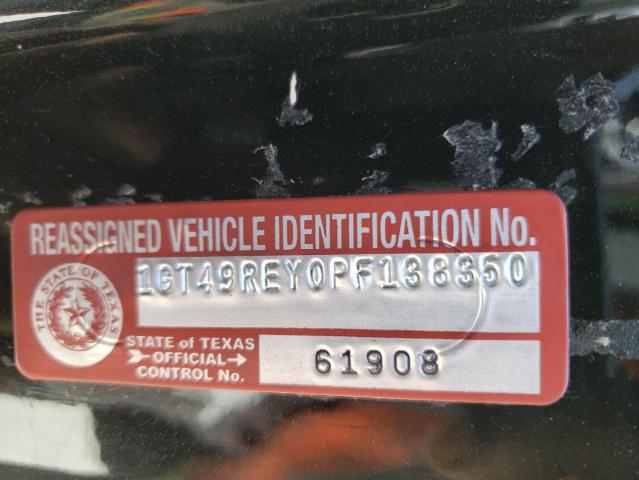 REASSIGNED VEHICLE IDENTIFICATION No.
1GT49REY0PF138350
THE STATE OF TEXAS
STATE of TEXAS
OFFICIAL
CONTROL No.
61908